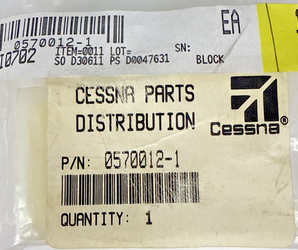 EA
0570012-1
I0702
ITEM=0011 LOT=
SN:
SO D30611 PS D0047631
BLOCK
CESSNA PARTS
DISTRIBUTION
Cessna®
P/N: 0570012-1
QUANTITY: 1